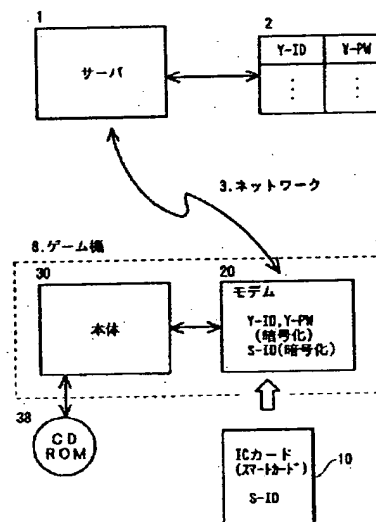 1
サーバ
2
Y-ID Y-PW
⋮ ⋮
3.ネットワーク
8.ゲーム機
30
本体
20
モデム
Y-ID,Y-PW
(暗号化)
S-ID(暗号化)
38
CD
ROM
ICカード
(スマートカード)
S-ID
10